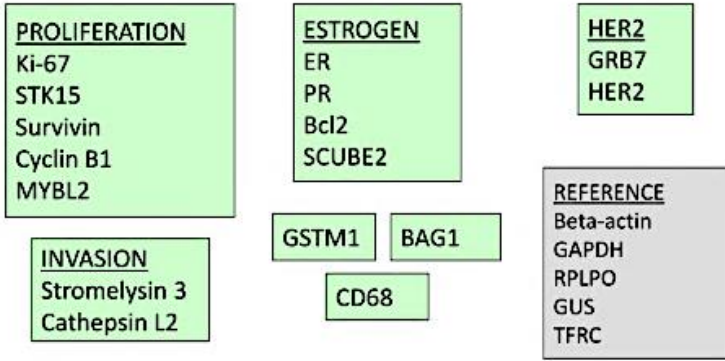 PROLIFERATION
Ki-67
STK15
Survivin
Cyclin B1
MYBL2
ESTROGEN
ER
PR
Bcl2
SCUBE2
HER2
GRB7
HER2
INVASION
Stromelysin 3
Cathepsin L2
GSTM1
BAG1
CD68
REFERENCE
Beta-actin
GAPDH
RPLPO
GUS
TFRC